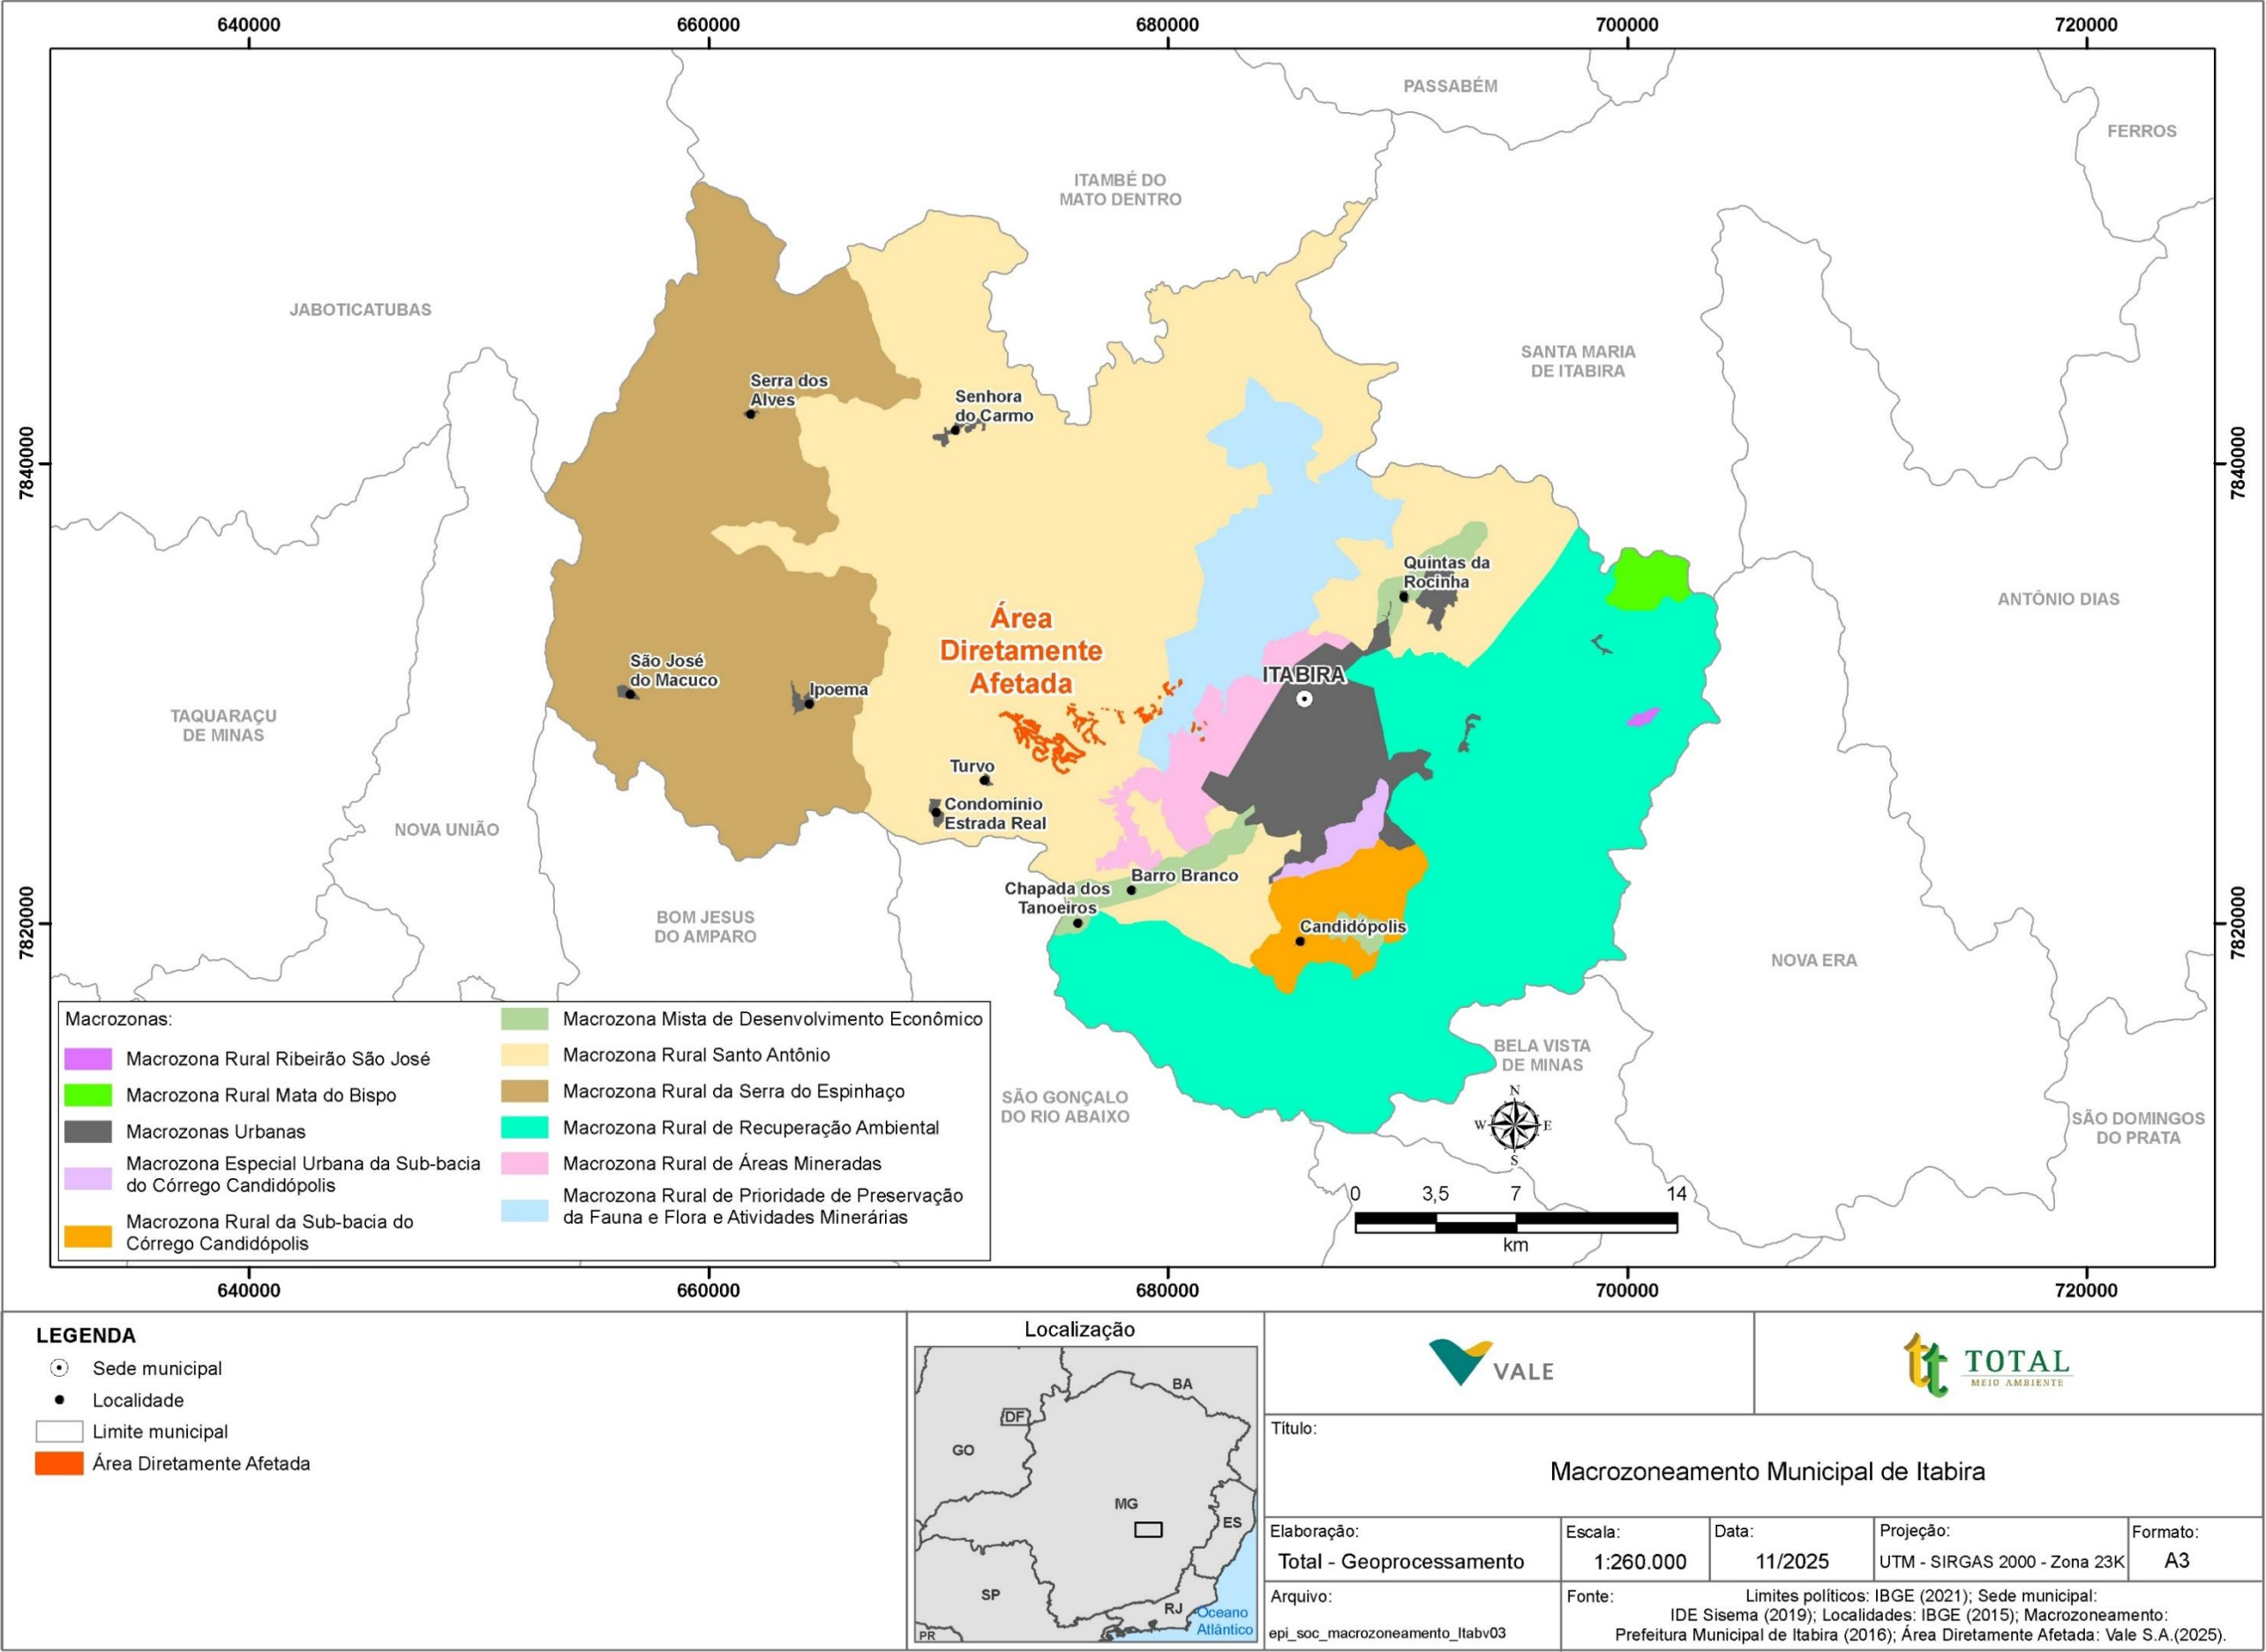 640000
660000
680000
700000
720000
PASSABÉM
FERROS
ITAMBÉ DO
MATO DENTRO
JABOTICATUBAS
SANTA MARIA
DE ITABIRA
Serra dos
Alves
Senhora
do Carmo
7840000
7840000
Quintas da
Rocinha
ANTÔNIO DIAS
Área
Diretamente
Afetada
São José
do Macuco
Ipoema
ITABIRA
TAQUARAÇU
DE MINAS
Turvo
Condomínio
Estrada Real
NOVA UNIÃO
Barro Branco
Chapada dos
Tanoeiros
BOM JESUS
DO AMPARO
Candidópolis
7820000
7820000
NOVA ERA
BELA VISTA
DE MINAS
SÃO GONÇALO
DO RIO ABAIXO
SÃO DOMINGOS
DO PRATA
N
W
E
S
0
3,5
7
14
km
Macrozonas:
Macrozona Rural Ribeirão São José
Macrozona Rural Mata do Bispo
Macrozonas Urbanas
Macrozona Especial Urbana da Sub-bacia
do Córrego Candidópolis
Macrozona Rural da Sub-bacia do
Córrego Candidópolis
Macrozona Mista de Desenvolvimento Econômico
Macrozona Rural Santo Antônio
Macrozona Rural da Serra do Espinhaço
Macrozona Rural de Recuperação Ambiental
Macrozona Rural de Áreas Mineradas
Macrozona Rural de Prioridade de Preservação
da Fauna e Flora e Atividades Minerárias
640000
660000
680000
700000
720000
LEGENDA
Sede municipal
Localidade
Limite municipal
Área Diretamente Afetada
Localização
BA
DF
GO
MG
ES
SP
RJ
Oceano
Atlântico
PR
VALE
tt TOTAL
MEIO AMBIENTE
Título:
Macrozoneamento Municipal de Itabira
Elaboração:
Total - Geoprocessamento
Escala:
1:260.000
Data:
11/2025
Projeção:
UTM - SIRGAS 2000 - Zona 23K
Formato:
A3
Arquivo:
epi_soc_macrozoneamento_Itabv03
Fonte:
Limites políticos: IBGE (2021); Sede municipal:
IDE Sisema (2019); Localidades: IBGE (2015); Macrozoneamento:
Prefeitura Municipal de Itabira (2016); Área Diretamente Afetada: Vale S.A.(2025).